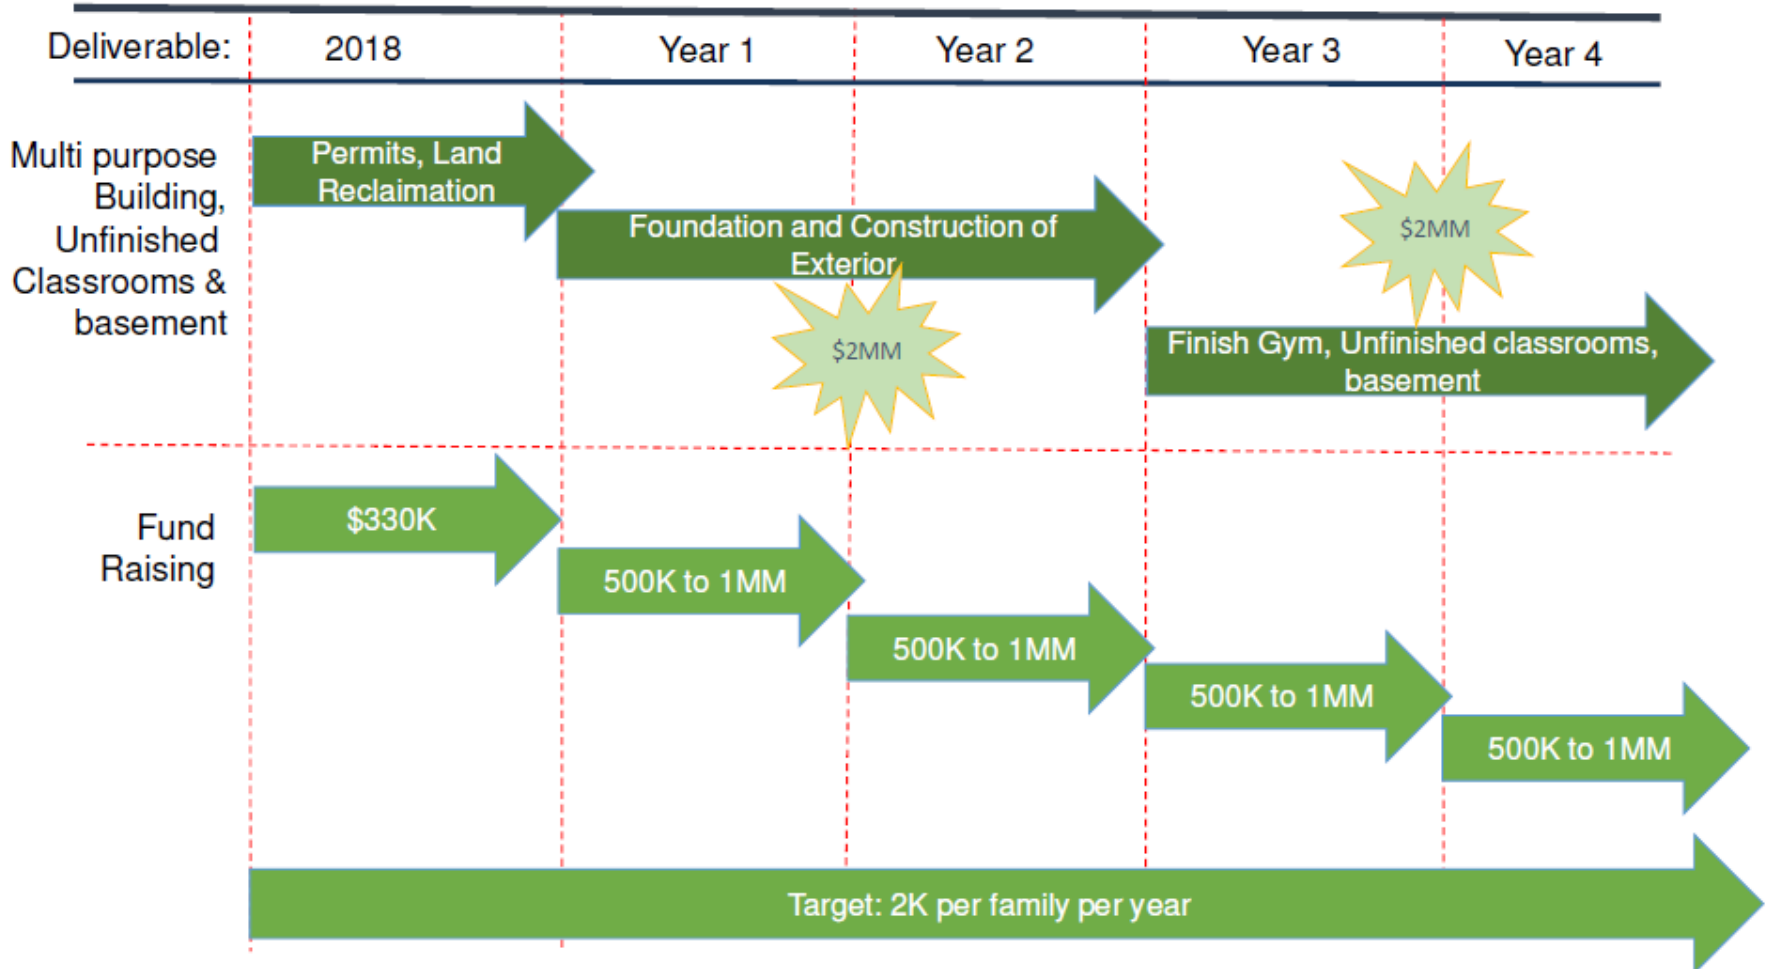 Deliverable: 2018 Year 1 Year 2 Year 3 Year 4
Multi purpose
Building,
Unfinished
Classrooms &
basement
Permits, Land
Reclaimation
Foundation and Construction of
Exterior
$2MM
$2MM
Finish Gym, Unfinished classrooms,
basement
Fund
Raising
$330K
500K to 1MM
500K to 1MM
500K to 1MM
500K to 1MM
Target: 2K per family per year